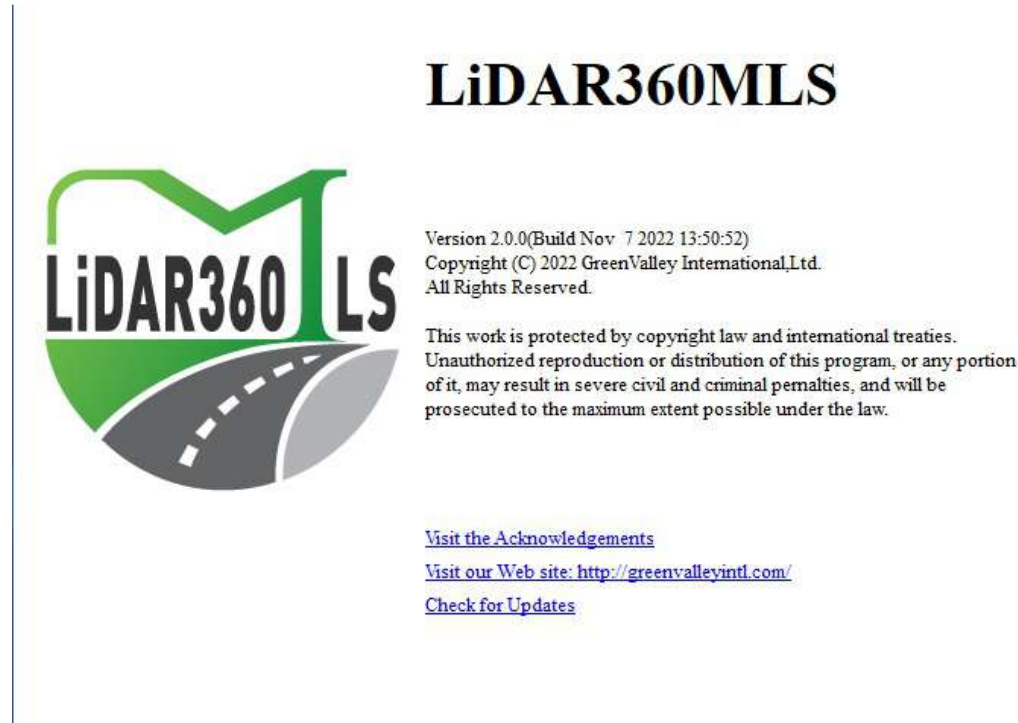 LiDAR360MLS
LiDAR360 MLS
Version 2.0.0(Build Nov  7 2022 13:50:52)
Copyright (C) 2022 GreenValley International,Ltd.
All Rights Reserved.
This work is protected by copyright law and international treaties.
Unauthorized reproduction or distribution of this program, or any portion
of it, may result in severe civil and criminal pernalties, and will be
prosecuted to the maximum extent possible under the law.
Visit the Acknowledgements
Visit our Web site: http://greenvalleyintl.com/
Check for Updates